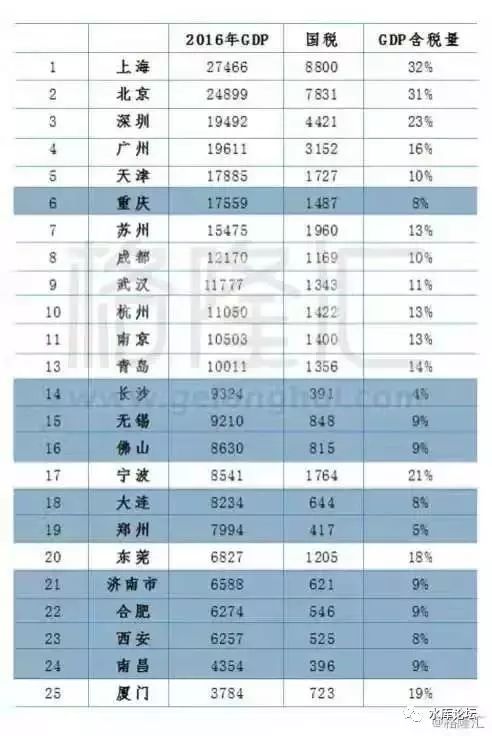 2016年GDP 国税 GDP含税量
1 上海 27466 8800 32%
2 北京 24899 7831 31%
3 深圳 19492 4421 23%
4 广州 19611 3152 16%
5 天津 17885 1727 10%
6 重庆 17559 1487 8%
7 苏州 15475 1960 13%
8 成都 12170 1169 10%
9 武汉 11777 1343 11%
10 杭州 11050 1422 13%
11 南京 10503 1400 13%
13 青岛 10011 1356 14%
14 长沙 9324 391 4%
15 无锡 9210 848 9%
16 佛山 8630 815 9%
17 宁波 8541 1764 21%
18 大连 8234 644 8%
19 郑州 7994 417 5%
20 东莞 6827 1205 18%
21 济南市 6588 621 9%
22 合肥 6274 546 9%
23 西安 6257 525 8%
24 南昌 4354 396 9%
25 厦门 3784 723 19%
格隆汇
www.gelonghui.com
水库论坛
@格隆汇